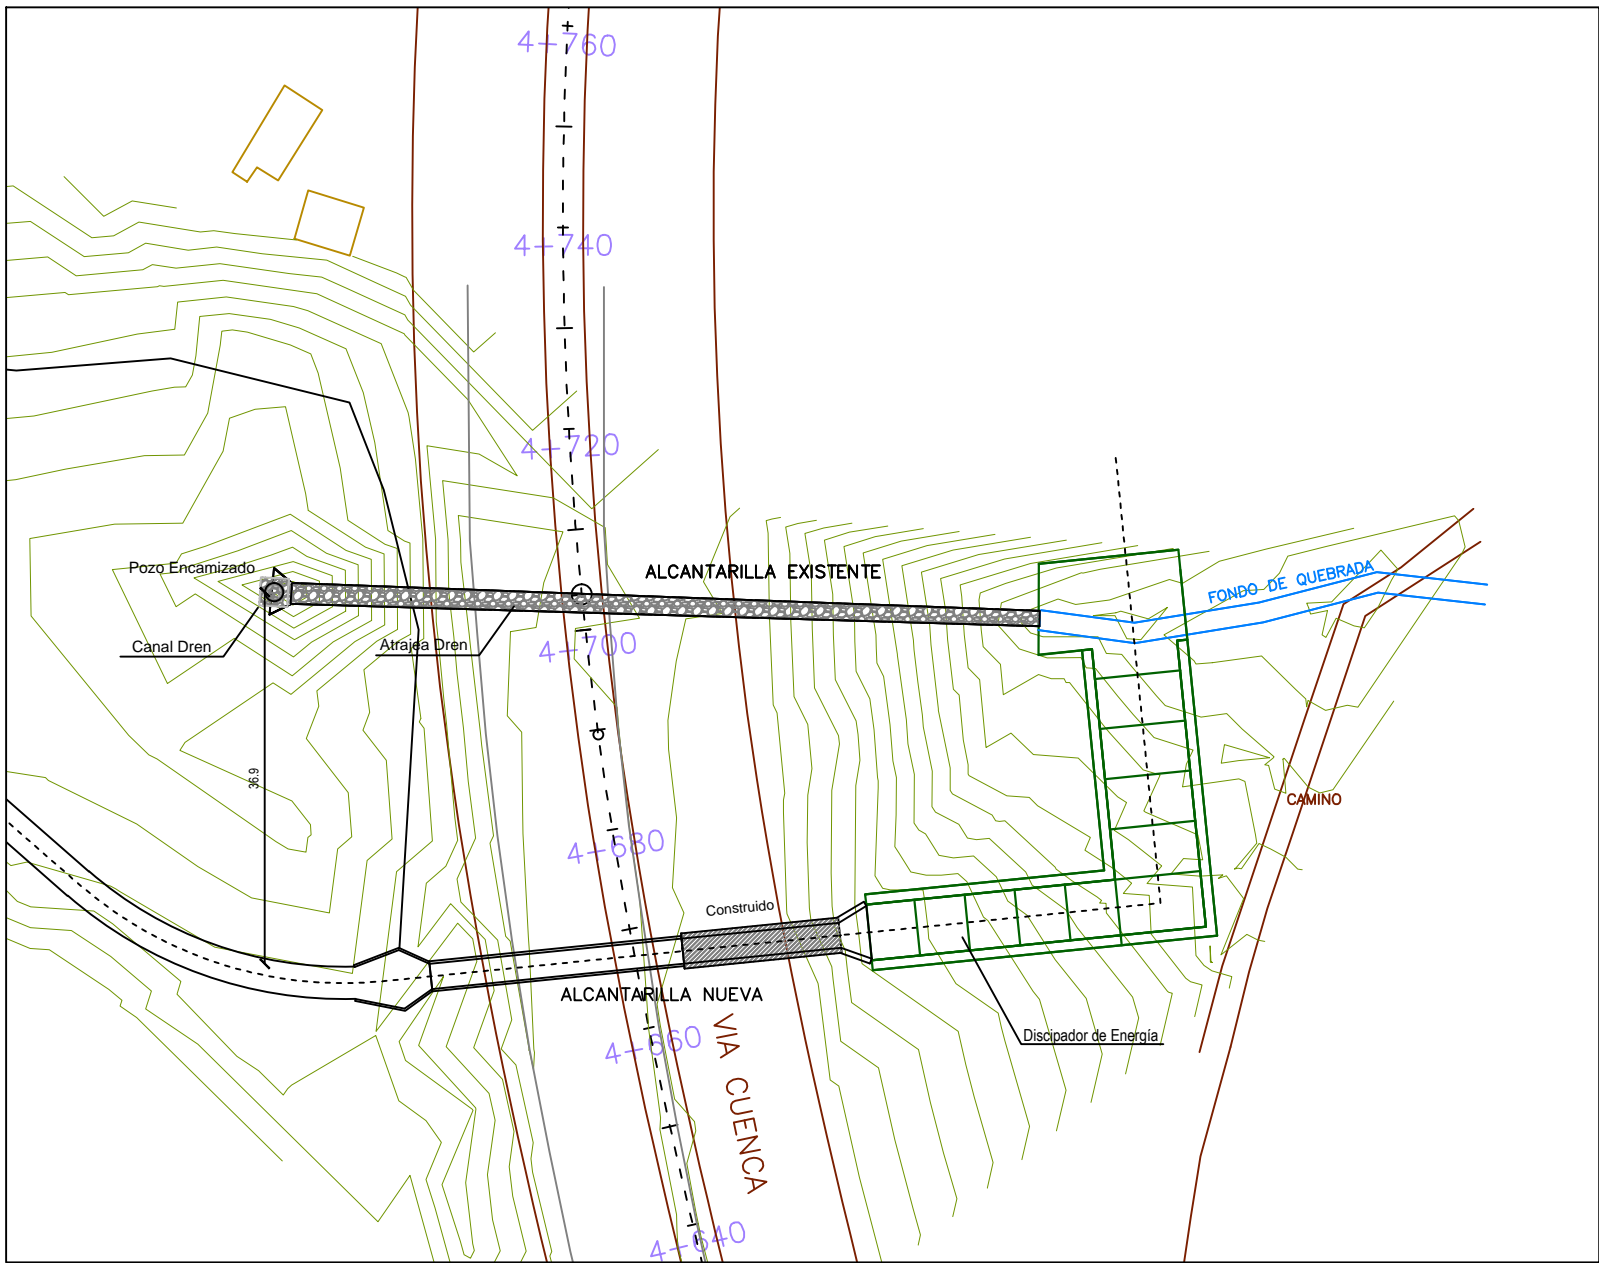 4-760
4-740
4-720
ALCANTARILLA EXISTENTE
Pozo Encamizado
FONDO DE QUEBRADA
Canal Dren
Atrajea Dren
4-700
36.9
CAMINO
4-680
Construido
ALCANTARILLA NUEVA
Discipador de Energía
4-660
VIA CUENCA
4-640